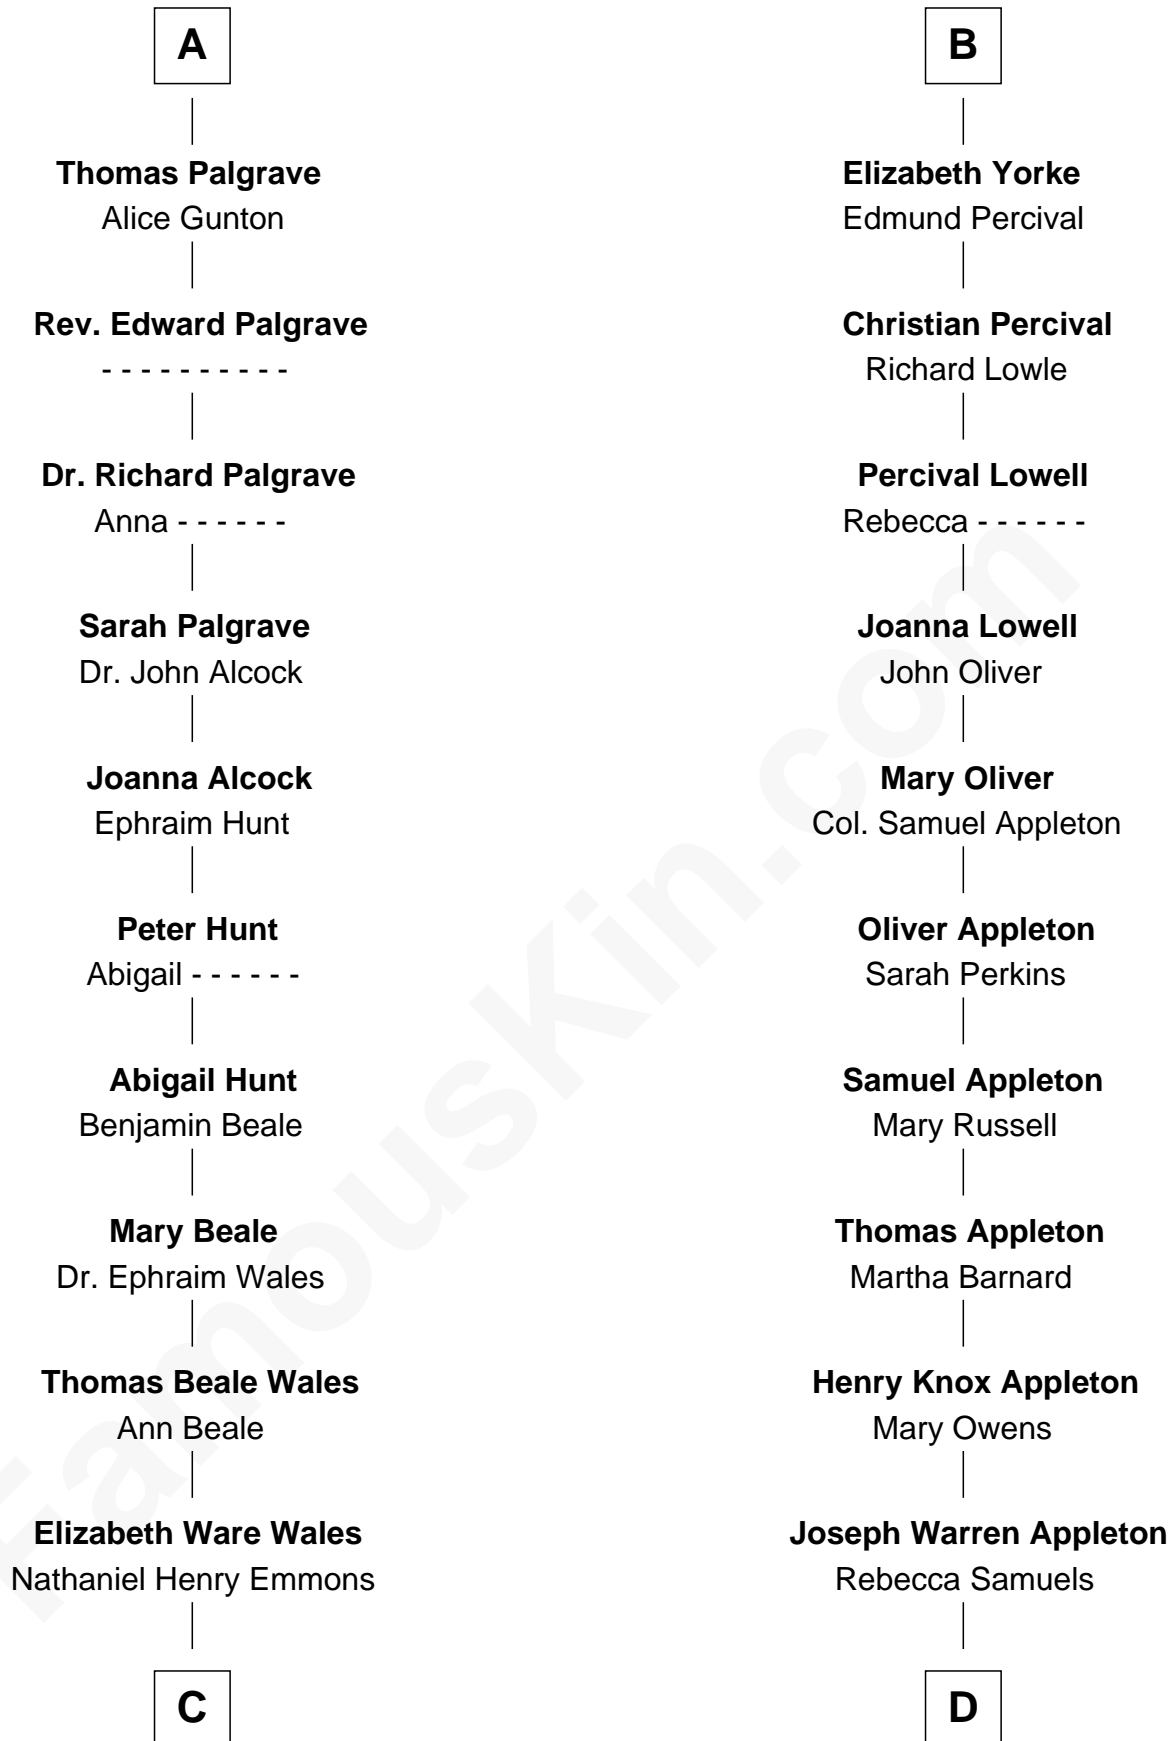 A
Thomas Palgrave
Alice Gunton
Rev. Edward Palgrave
- - - - - - - - - -
Dr. Richard Palgrave
Anna - - - - - -
Sarah Palgrave
Dr. John Alcock
Joanna Alcock
Ephraim Hunt
Peter Hunt
Abigail - - - - - -
Abigail Hunt
Benjamin Beale
Mary Beale
Dr. Ephraim Wales
Thomas Beale Wales
Ann Beale
Elizabeth Ware Wales
Nathaniel Henry Emmons
C
B
Elizabeth Yorke
Edmund Percival
Christian Percival
Richard Lowle
Percival Lowell
Rebecca - - - - - -
Joanna Lowell
John Oliver
Mary Oliver
Col. Samuel Appleton
Oliver Appleton
Sarah Perkins
Samuel Appleton
Mary Russell
Thomas Appleton
Martha Barnard
Henry Knox Appleton
Mary Owens
Joseph Warren Appleton
Rebecca Samuels
D
FamousKin.com